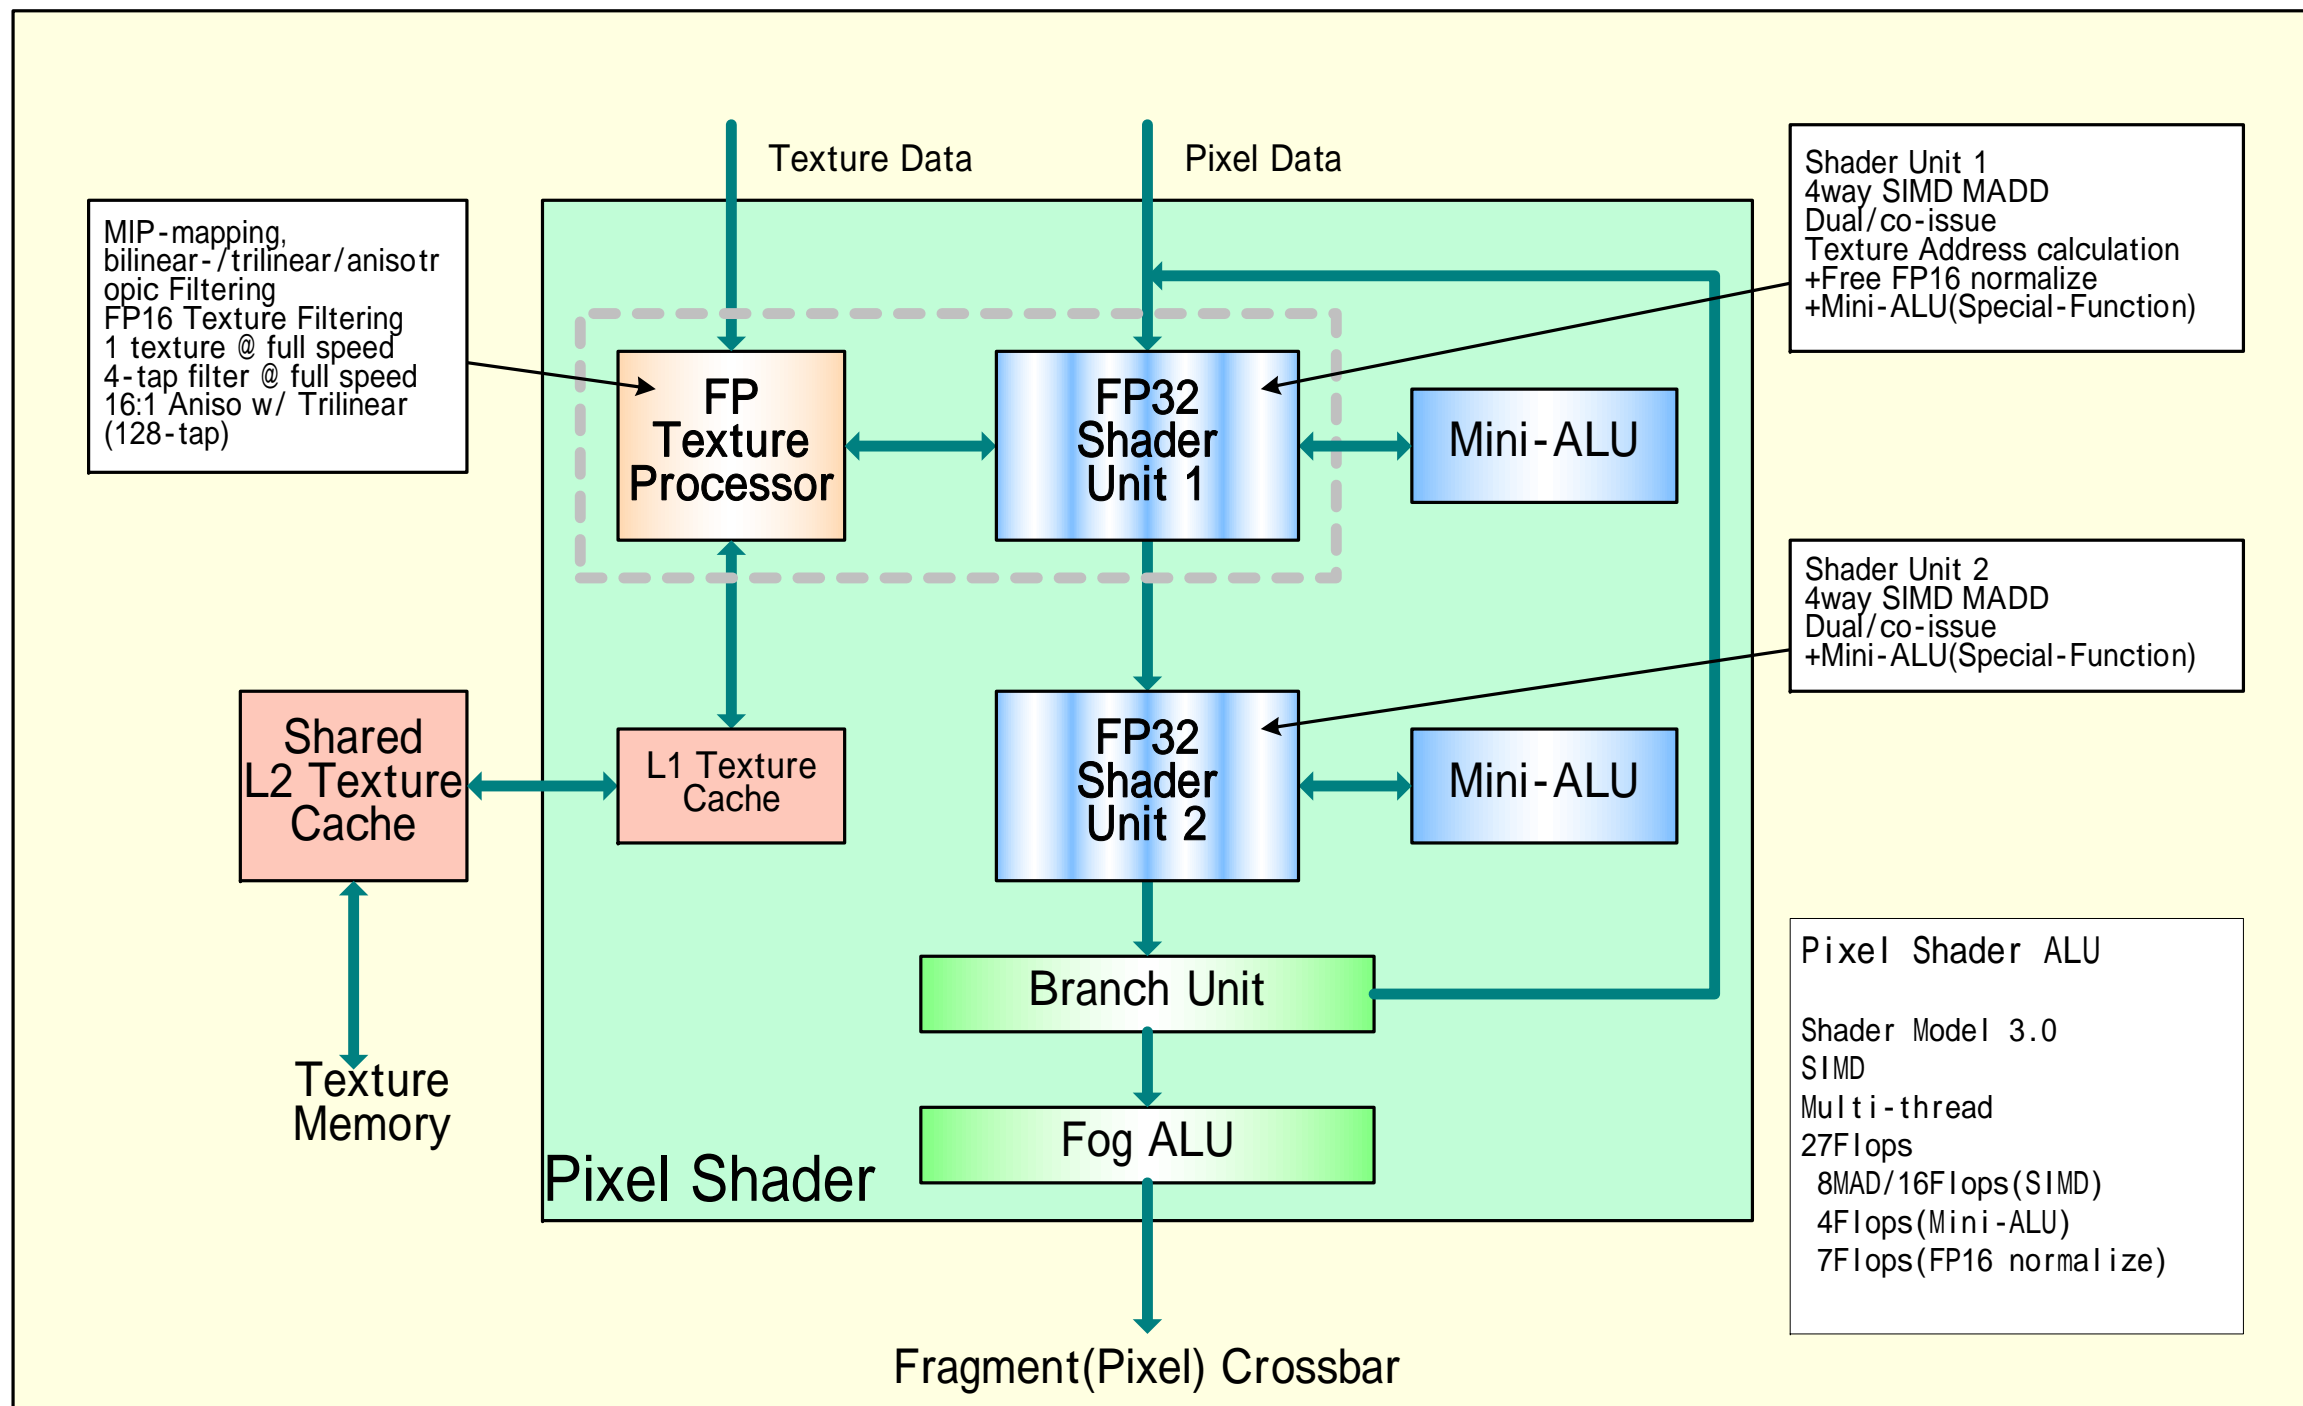 Texture Data
Pixel Data
MIP-mapping,
bilinear-/trilinear/anisotr
opic Filtering
FP16 Texture Filtering
1 texture @ full speed
4-tap filter @ full speed
16:1 Aniso w/ Trilinear
(128-tap)
Shader Unit 1
4way SIMD MADD
Dual/co-issue
Texture Address calculation
+Free FP16 normalize
+Mini-ALU(Special-Function)
FP
Texture
Processor
FP32
Shader
Unit 1
Mini-ALU
Shader Unit 2
4way SIMD MADD
Dual/co-issue
+Mini-ALU(Special-Function)
Shared
L2 Texture
Cache
L1 Texture
Cache
FP32
Shader
Unit 2
Mini-ALU
Branch Unit
Texture
Memory
Fog ALU
Pixel Shader
Pixel Shader ALU
Shader Model 3.0
SIMD
Multi-thread
27Flops
8MAD/16Flops(SIMD)
4Flops(Mini-ALU)
7Flops(FP16 normalize)
Fragment(Pixel) Crossbar